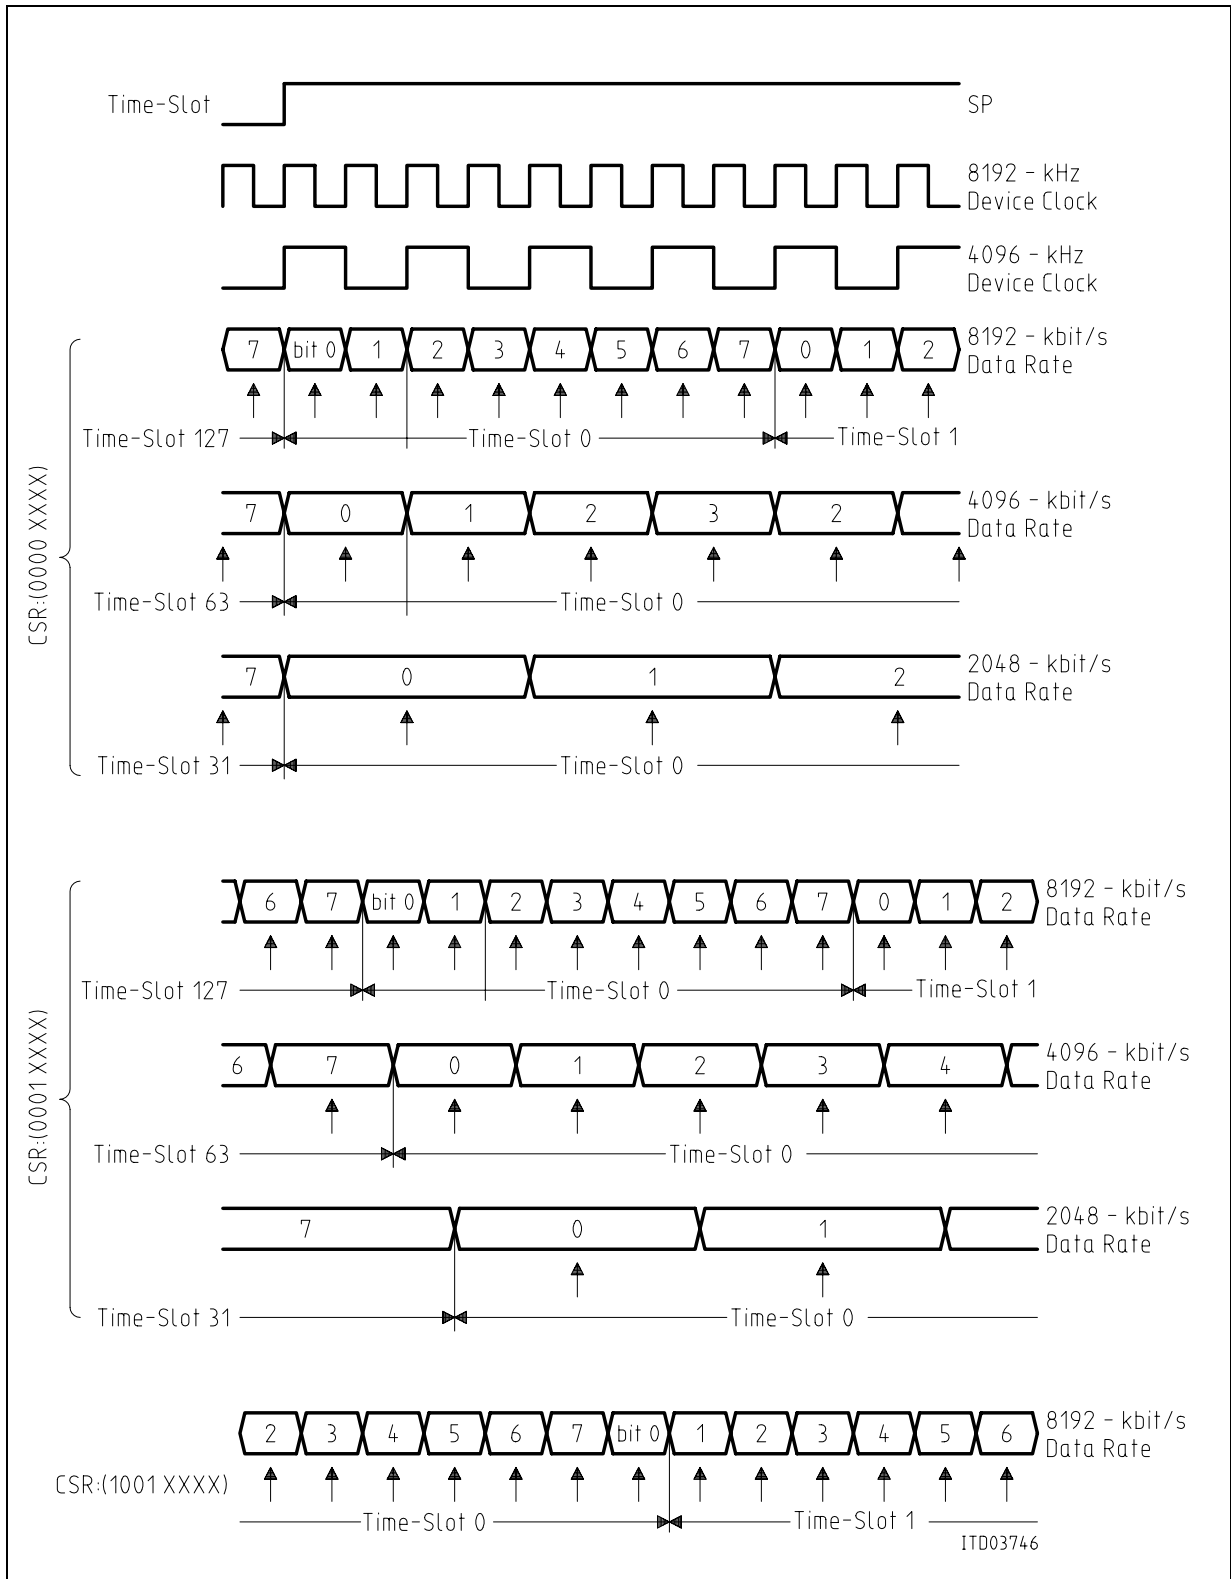 Time-Slot
SP
8192 - kHz
Device Clock
4096 - kHz
Device Clock
7 bit 0 1 2 3 4 5 6 7 0 1 2
8192 - kbit/s
Data Rate
Time-Slot 127 Time-Slot 0 Time-Slot 1
CSR:(0000 XXXX)
7 0 1 2 3 2
4096 - kbit/s
Data Rate
Time-Slot 63 Time-Slot 0
7 0 1 2
2048 - kbit/s
Data Rate
Time-Slot 31 Time-Slot 0
6 7 bit 0 1 2 3 4 5 6 7 0 1 2
8192 - kbit/s
Data Rate
Time-Slot 127 Time-Slot 0 Time-Slot 1
CSR:(0001 XXXX)
6 7 0 1 2 3 4
4096 - kbit/s
Data Rate
Time-Slot 63 Time-Slot 0
7 0 1
2048 - kbit/s
Data Rate
Time-Slot 31 Time-Slot 0
2 3 4 5 6 7 bit 0 1 2 3 4 5 6
8192 - kbit/s
Data Rate
CSR:(1001 XXXX)
Time-Slot 0 Time-Slot 1
ITD03746